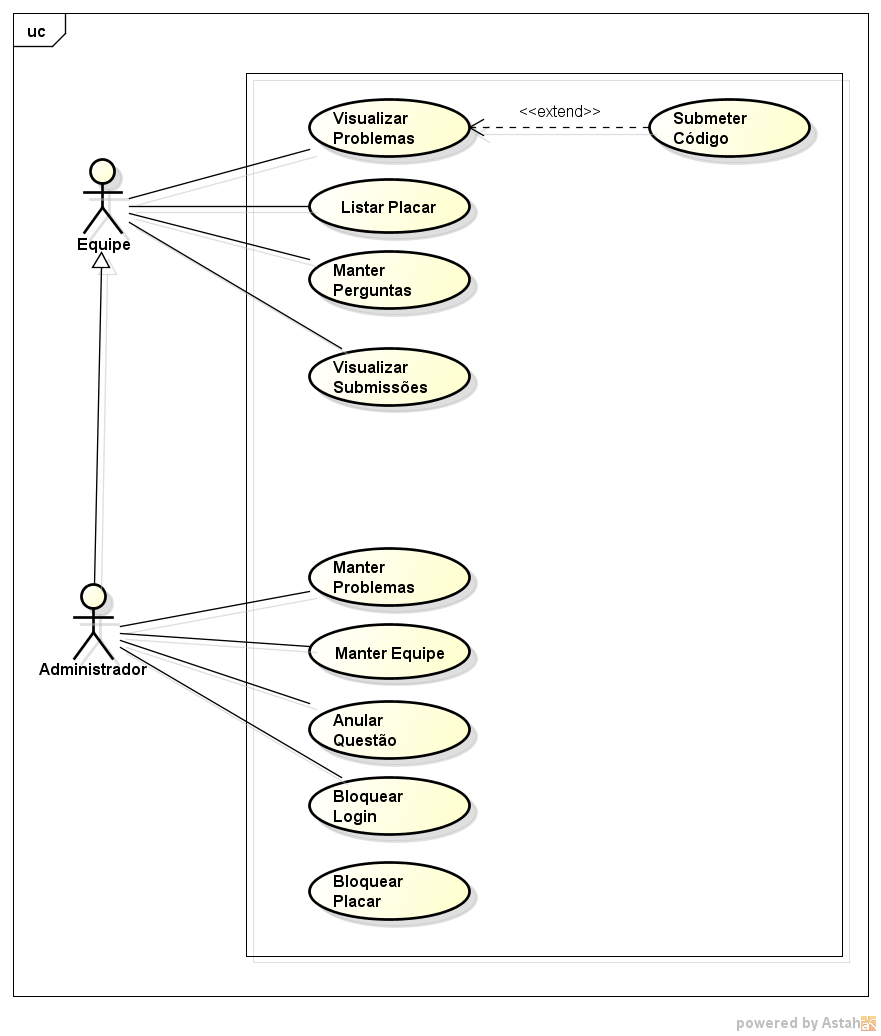 uc
Visualizar
Problemas
<<extend>>
Submeter
Código
Equipe
Listar Placar
Manter
Perguntas
Visualizar
Submissões
Administrador
Manter
Problemas
Manter Equipe
Anular
Questão
Bloquear
Login
Bloquear
Placar
powered by Astah